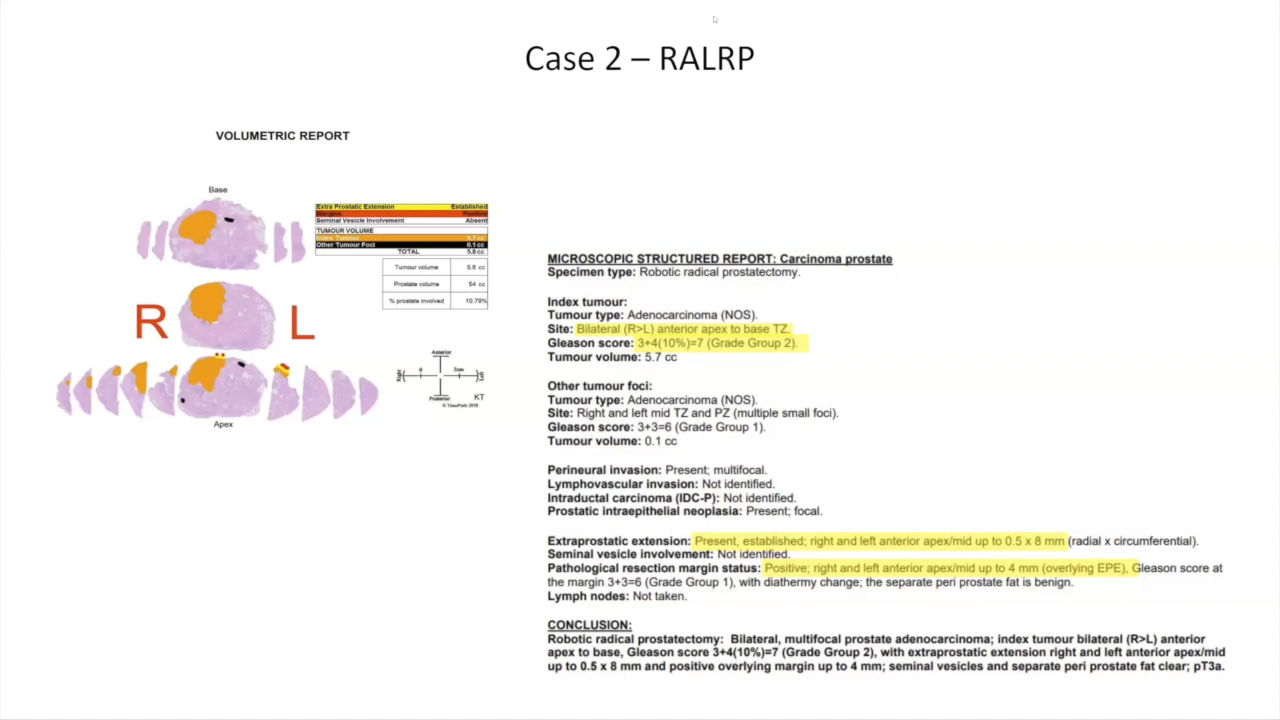 Case 2 – RALRP
VOLUMETRIC REPORT
Base
Extra Prostatic Extension Established
Margins Positive
Seminal Vesicle Involvement Absent
TUMOUR VOLUME
Index Tumour 5.7 cc
Other Tumour Foci 0.1 cc
TOTAL 5.8 cc
Tumour volume 5.8 cc
Prostate volume 54 cc
% prostate involved 10.79%
R L
Apex
Anterior
0 3cm
Posterior
KT
© TissuPath 2018
MICROSCOPIC STRUCTURED REPORT: Carcinoma prostate
Specimen type: Robotic radical prostatectomy.
Index tumour:
Tumour type: Adenocarcinoma (NOS).
Site: Bilateral (R>L) anterior apex to base TZ.
Gleason score: 3+4(10%)=7 (Grade Group 2).
Tumour volume: 5.7 cc
Other tumour foci:
Tumour type: Adenocarcinoma (NOS).
Site: Right and left mid TZ and PZ (multiple small foci).
Gleason score: 3+3=6 (Grade Group 1).
Tumour volume: 0.1 cc
Perineural invasion: Present; multifocal.
Lymphovascular invasion: Not identified.
Intraductal carcinoma (IDC-P): Not identified.
Prostatic intraepithelial neoplasia: Present; focal.
Extraprostatic extension: Present, established; right and left anterior apex/mid up to 0.5 x 8 mm (radial x circumferential).
Seminal vesicle involvement: Not identified.
Pathological resection margin status: Positive; right and left anterior apex/mid up to 4 mm (overlying EPE), Gleason score at
the margin 3+3=6 (Grade Group 1), with diathermy change; the separate peri prostate fat is benign.
Lymph nodes: Not taken.
CONCLUSION:
Robotic radical prostatectomy: Bilateral, multifocal prostate adenocarcinoma; index tumour bilateral (R>L) anterior
apex to base, Gleason score 3+4(10%)=7 (Grade Group 2), with extraprostatic extension right and left anterior apex/mid
up to 0.5 x 8 mm and positive overlying margin up to 4 mm; seminal vesicles and separate peri prostate fat clear; pT3a.